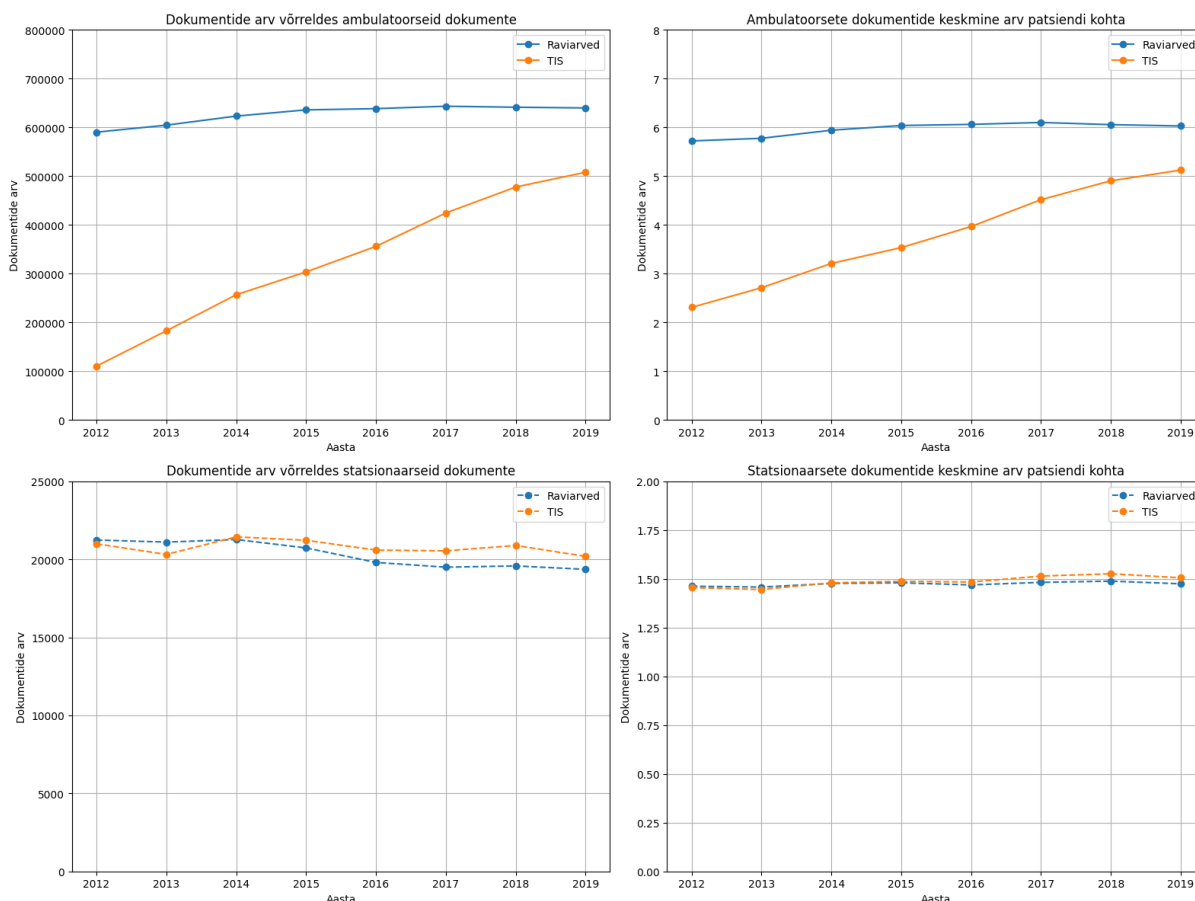 Dokumentide arv võrreldes ambulatoorseid dokumente
800000
700000
600000
500000
400000
300000
200000
100000
0
Dokumentide arv
Raviarved
TIS
2012 2013 2014 2015 2016 2017 2018 2019
Aasta
Ambulatoorsete dokumentide keskmine arv patsiendi kohta
8
7
6
5
4
3
2
1
0
Dokumentide arv
Raviarved
TIS
2012 2013 2014 2015 2016 2017 2018 2019
Aasta
Dokumentide arv võrreldes statsionaarseid dokumente
25000
20000
15000
10000
5000
0
Dokumentide arv
Raviarved
TIS
2012 2013 2014 2015 2016 2017 2018 2019
Aasta
Statsionaarsete dokumentide keskmine arv patsiendi kohta
2.00
1.75
1.50
1.25
1.00
0.75
0.50
0.25
0.00
Dokumentide arv
Raviarved
TIS
2012 2013 2014 2015 2016 2017 2018 2019
Aasta